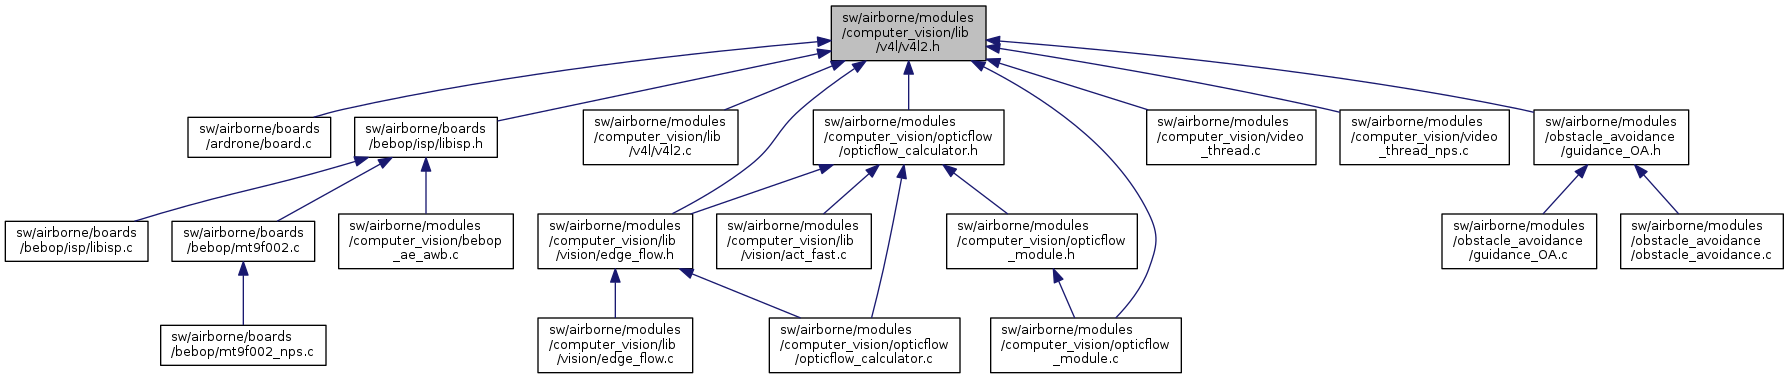 sw/airborne/modules
/computer_vision/lib
/v4l/v4l2.h
sw/airborne/boards
/ardrone/board.c
sw/airborne/boards
/bebop/isp/libisp.h
sw/airborne/modules
/computer_vision/lib
/v4l/v4l2.c
sw/airborne/modules
/computer_vision/opticflow
/opticflow_calculator.h
sw/airborne/modules
/computer_vision/video
_thread.c
sw/airborne/modules
/computer_vision/video
_thread_nps.c
sw/airborne/modules
/obstacle_avoidance
/guidance_OA.h
sw/airborne/boards
/bebop/isp/libisp.c
sw/airborne/boards
/bebop/mt9f002.c
sw/airborne/modules
/computer_vision/bebop
_ae_awb.c
sw/airborne/modules
/computer_vision/lib
/vision/edge_flow.h
sw/airborne/modules
/computer_vision/lib
/vision/act_fast.c
sw/airborne/modules
/computer_vision/opticflow
_module.h
sw/airborne/modules
/obstacle_avoidance
/guidance_OA.c
sw/airborne/modules
/obstacle_avoidance
/obstacle_avoidance.c
sw/airborne/boards
/bebop/mt9f002_nps.c
sw/airborne/modules
/computer_vision/lib
/vision/edge_flow.c
sw/airborne/modules
/computer_vision/opticflow
/opticflow_calculator.c
sw/airborne/modules
/computer_vision/opticflow
_module.c